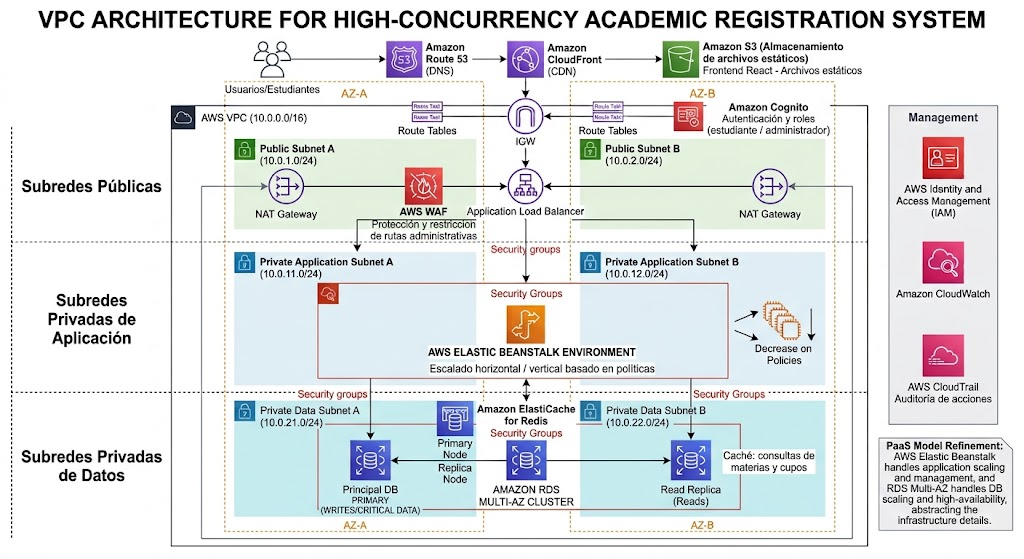 VPC ARCHITECTURE FOR HIGH-CONCURRENCY ACADEMIC REGISTRATION SYSTEM
Usuarios/Estudiantes
S3
Amazon
Route 53
(DNS)
Amazon
CloudFront
(CDN)
Amazon S3 (Almacenamiento
de archivos estáticos)
Frontend React - Archivos estáticos
AZ-A
AZ-B
AWS VPC (10.0.0.0/16)
Route Tables
IGW
Route Tables
Amazon Cognito
Autenticación y roles
(estudiante / administrador)
Subredes Públicas
Public Subnet A
(10.0.1.0/24)
NAT Gateway
AWS WAF
Protección y restriccion
de rutas administrativas
Application Load Balancer
Public Subnet B
(10.0.2.0/24)
NAT Gateway
Security groups
Subredes
Privadas de
Aplicación
Private Application Subnet A
(10.0.11.0/24)
Private Application Subnet B
(10.0.12.0/24)
Security Groups
AWS ELASTIC BEANSTALK ENVIRONMENT
Escalado horizontal / vertical basado en políticas
Decrease on
Policies
Security groups
Security Groups
Subredes Privadas
de Datos
Private Data Subnet A
(10.0.21.0/24)
Amazon ElastiCache
for Redis
Security Groups
Primary
Node
Replica
Node
Private Data Subnet B
(10.0.22.0/24)
Principal DB
PRIMARY
(WRITES/CRITICAL DATA)
AMAZON RDS
MULTI-AZ CLUSTER
Read Replica
(Reads)
Caché: consultas de
materias y cupos
AZ-A
AZ-B
Management
AWS Idsntity and
Access Management
(IAM)
Amazon CloudWatch
AWS CloudTrail
Auditoría de acciones
PaaS Model Refinement:
AWS Elastic Beanstalk
handles application scaling
and management, and
RDS Multi-AZ handles DB
scaling and high-availability,
abstracting the
infrastructure details.